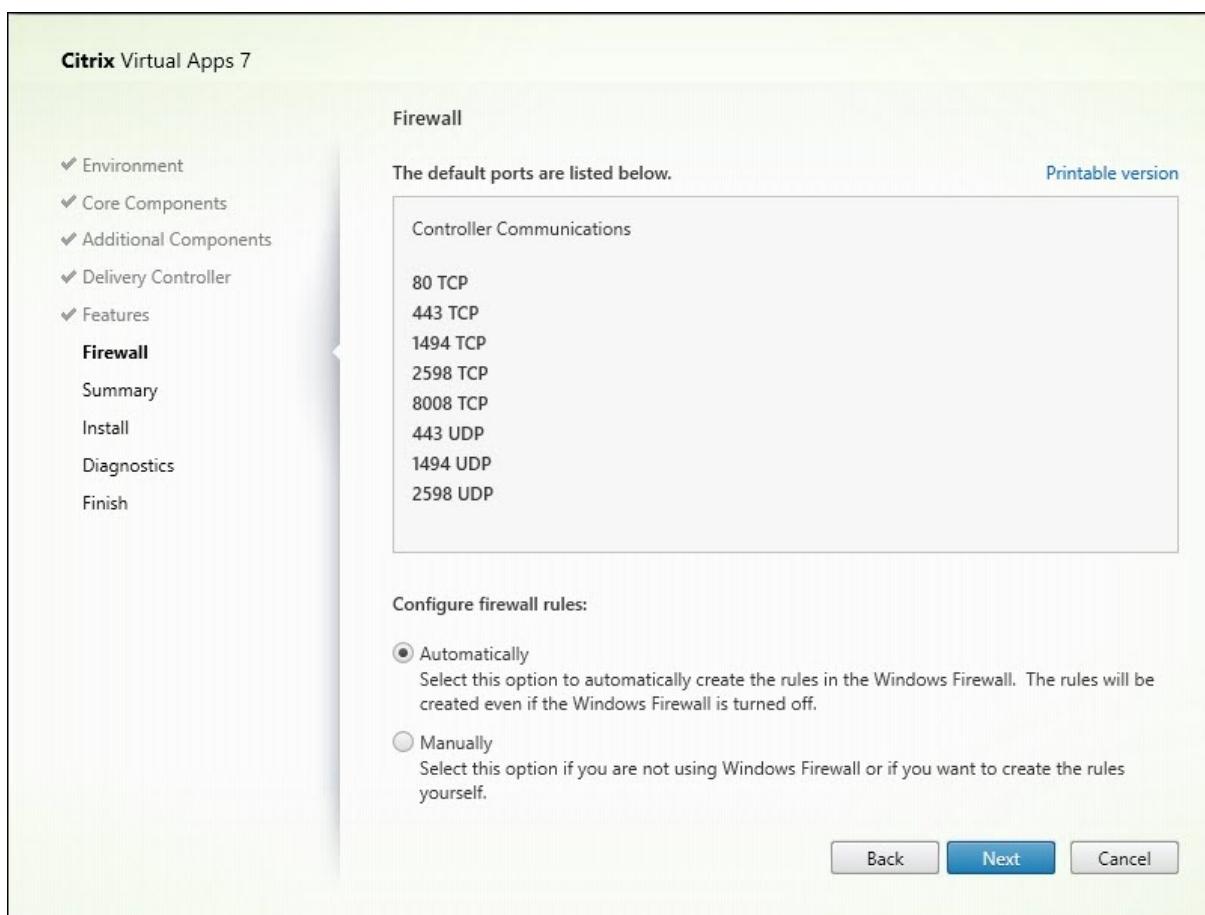 Citrix Virtual Apps 7
Environment
Core Components
Additional Components
Delivery Controller
Features
Firewall
Summary
Install
Diagnostics
Finish
Firewall
The default ports are listed below.
Printable version
Controller Communications
80 TCP
443 TCP
1494 TCP
2598 TCP
8008 TCP
443 UDP
1494 UDP
2598 UDP
Configure firewall rules:
Automatically
Select this option to automatically create the rules in the Windows Firewall.  The rules will be
created even if the Windows Firewall is turned off.
Manually
Select this option if you are not using Windows Firewall or if you want to create the rules
yourself.
Back
Next
Cancel